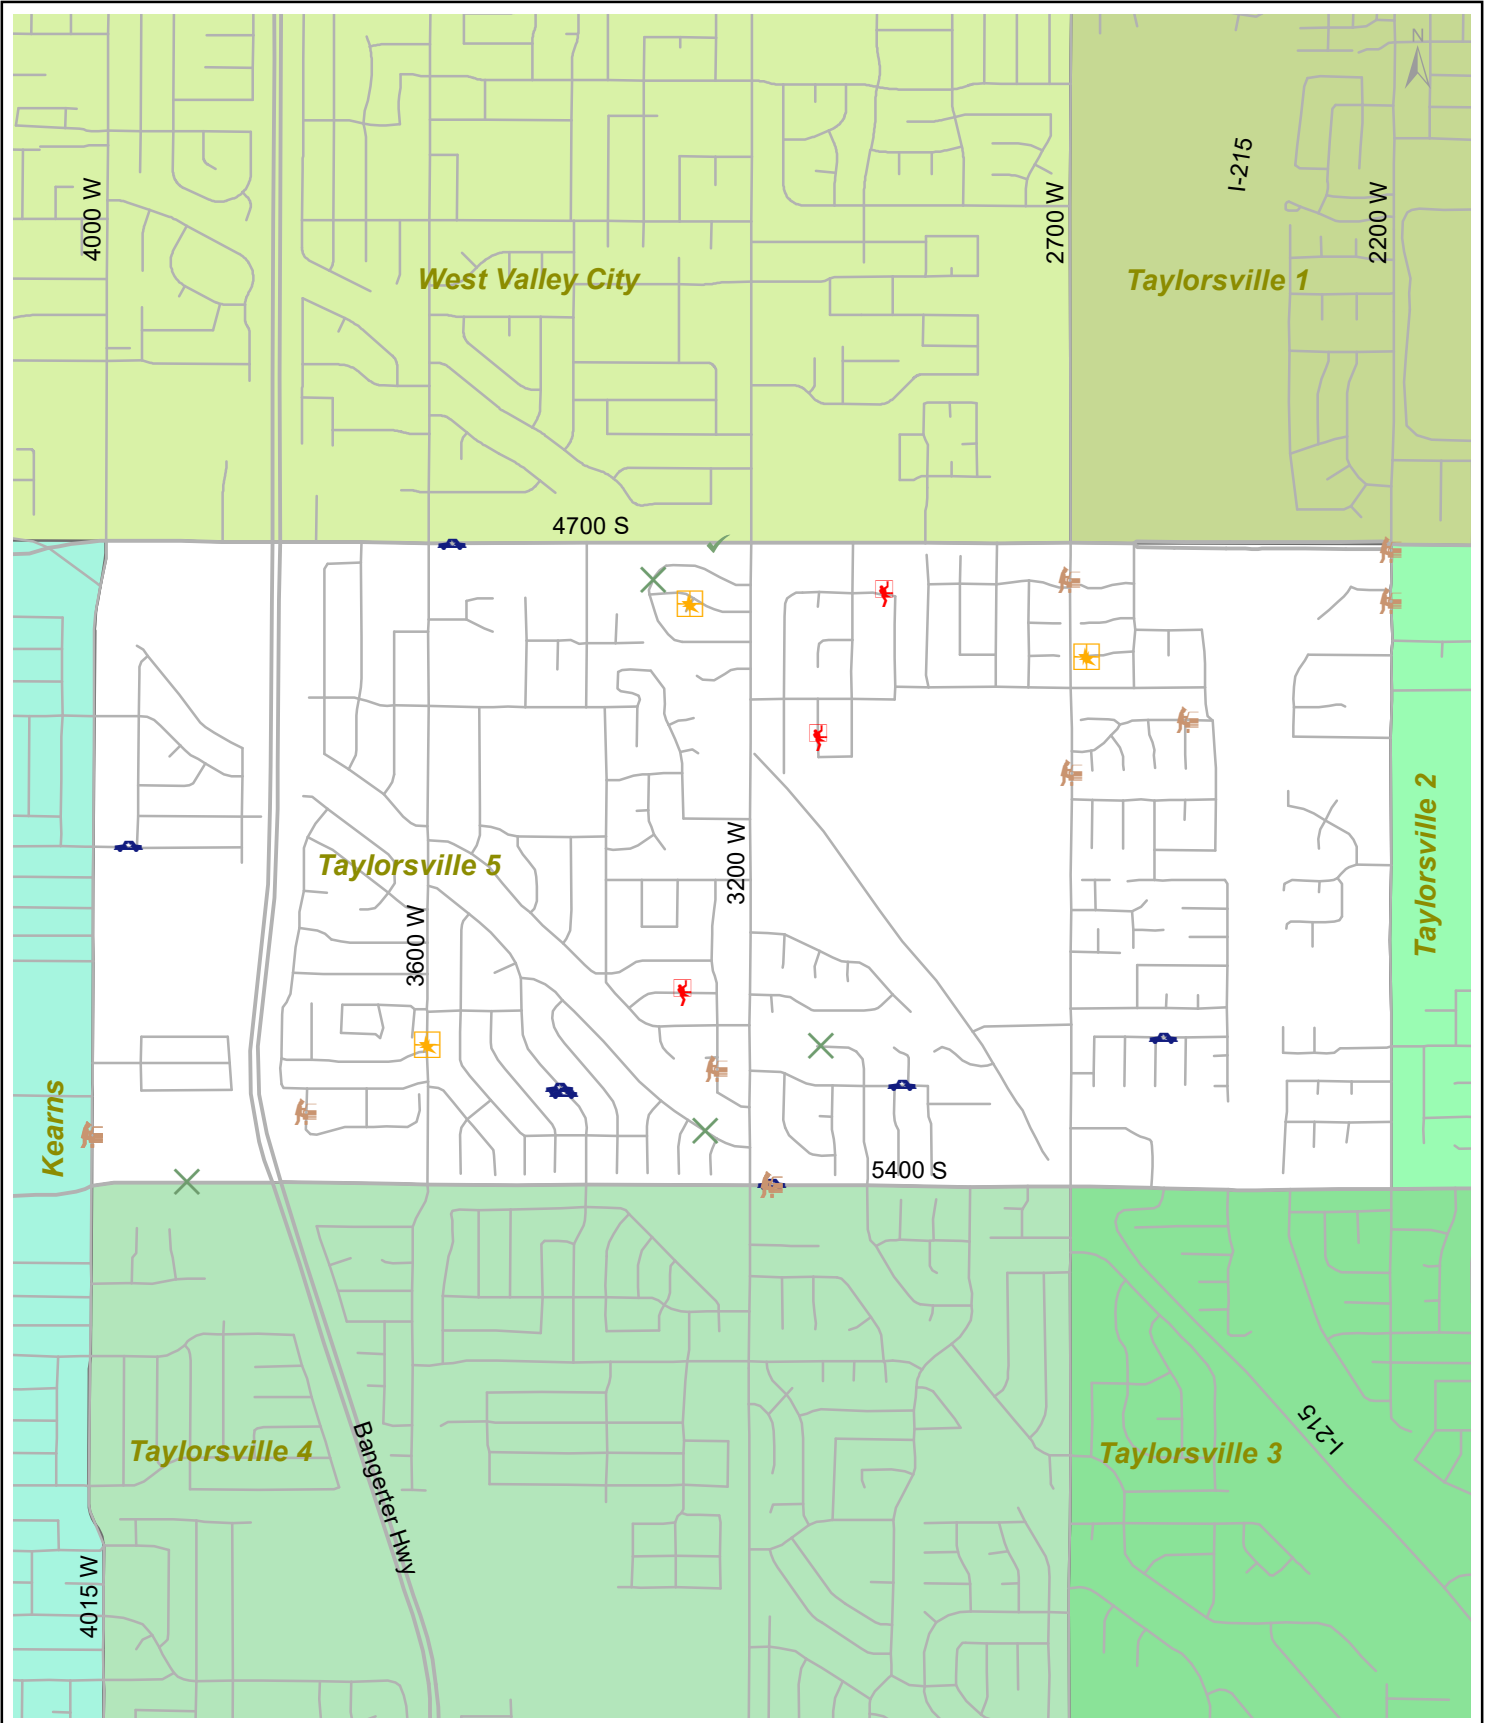 N
I-215
4000 W
2700 W
2200 W
West Valley City
Taylorsville 1
4700 S
Taylorsville 2
3200 W
Taylorsville 5
3600 W
Kearns
5400 S
I-215
Taylorsville 4
Bangerter Hwy
Taylorsville 3
4015 W